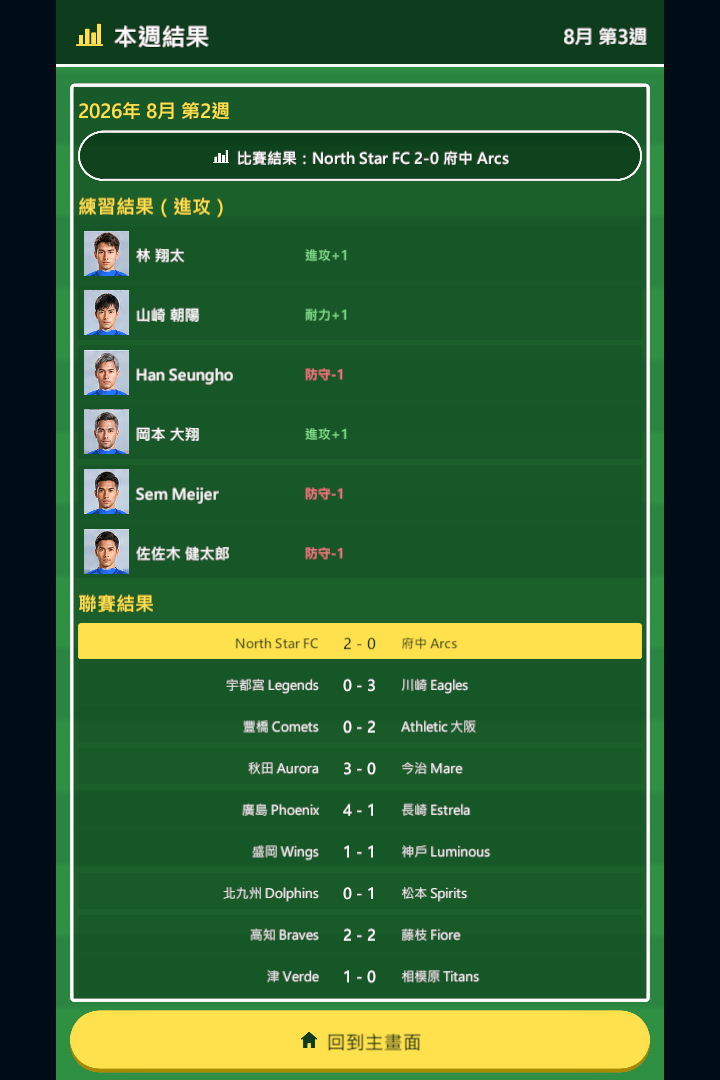 本週結果
8月 第3週
2026年 8月 第2週
比賽結果：North Star FC 2-0 府中 Arcs
練習結果（進攻）
林 翔太 進攻+1
山崎 朝陽 耐力+1
Han Seungho 防守-1
岡本 大翔 進攻+1
Sem Meijer 防守-1
佐佐木 健太郎 防守-1
聯賽結果
North Star FC 2 - 0 府中 Arcs
宇都宮 Legends 0 - 3 川崎 Eagles
豐橋 Comets 0 - 2 Athletic 大阪
秋田 Aurora 3 - 0 今治 Mare
廣島 Phoenix 4 - 1 長崎 Estrela
盛岡 Wings 1 - 1 神戶 Luminous
北九州 Dolphins 0 - 1 松本 Spirits
高知 Braves 2 - 2 藤枝 Fiore
津 Verde 1 - 0 相模原 Titans
回到主畫面